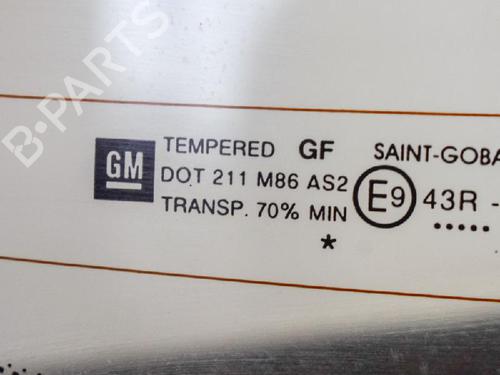 B-PARTS
TEMPERED GF SAINT-GOBA
GM DOT 211 M86 AS2
E9 43R -
TRANSP. 70% MIN
*